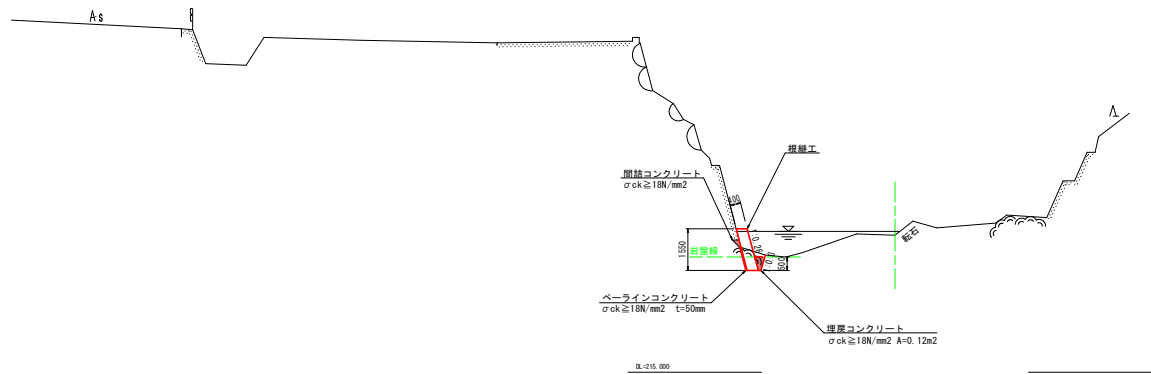 As
根継工
間詰コンクリート
σck≧18N/mm2
400
1550
岩盤線
500
転石
ペーラインコンクリート
σck≧18N/mm2 t=50mm
埋戻コンクリート
σck≧18N/mm2 A=0.12m2
DL=215.000